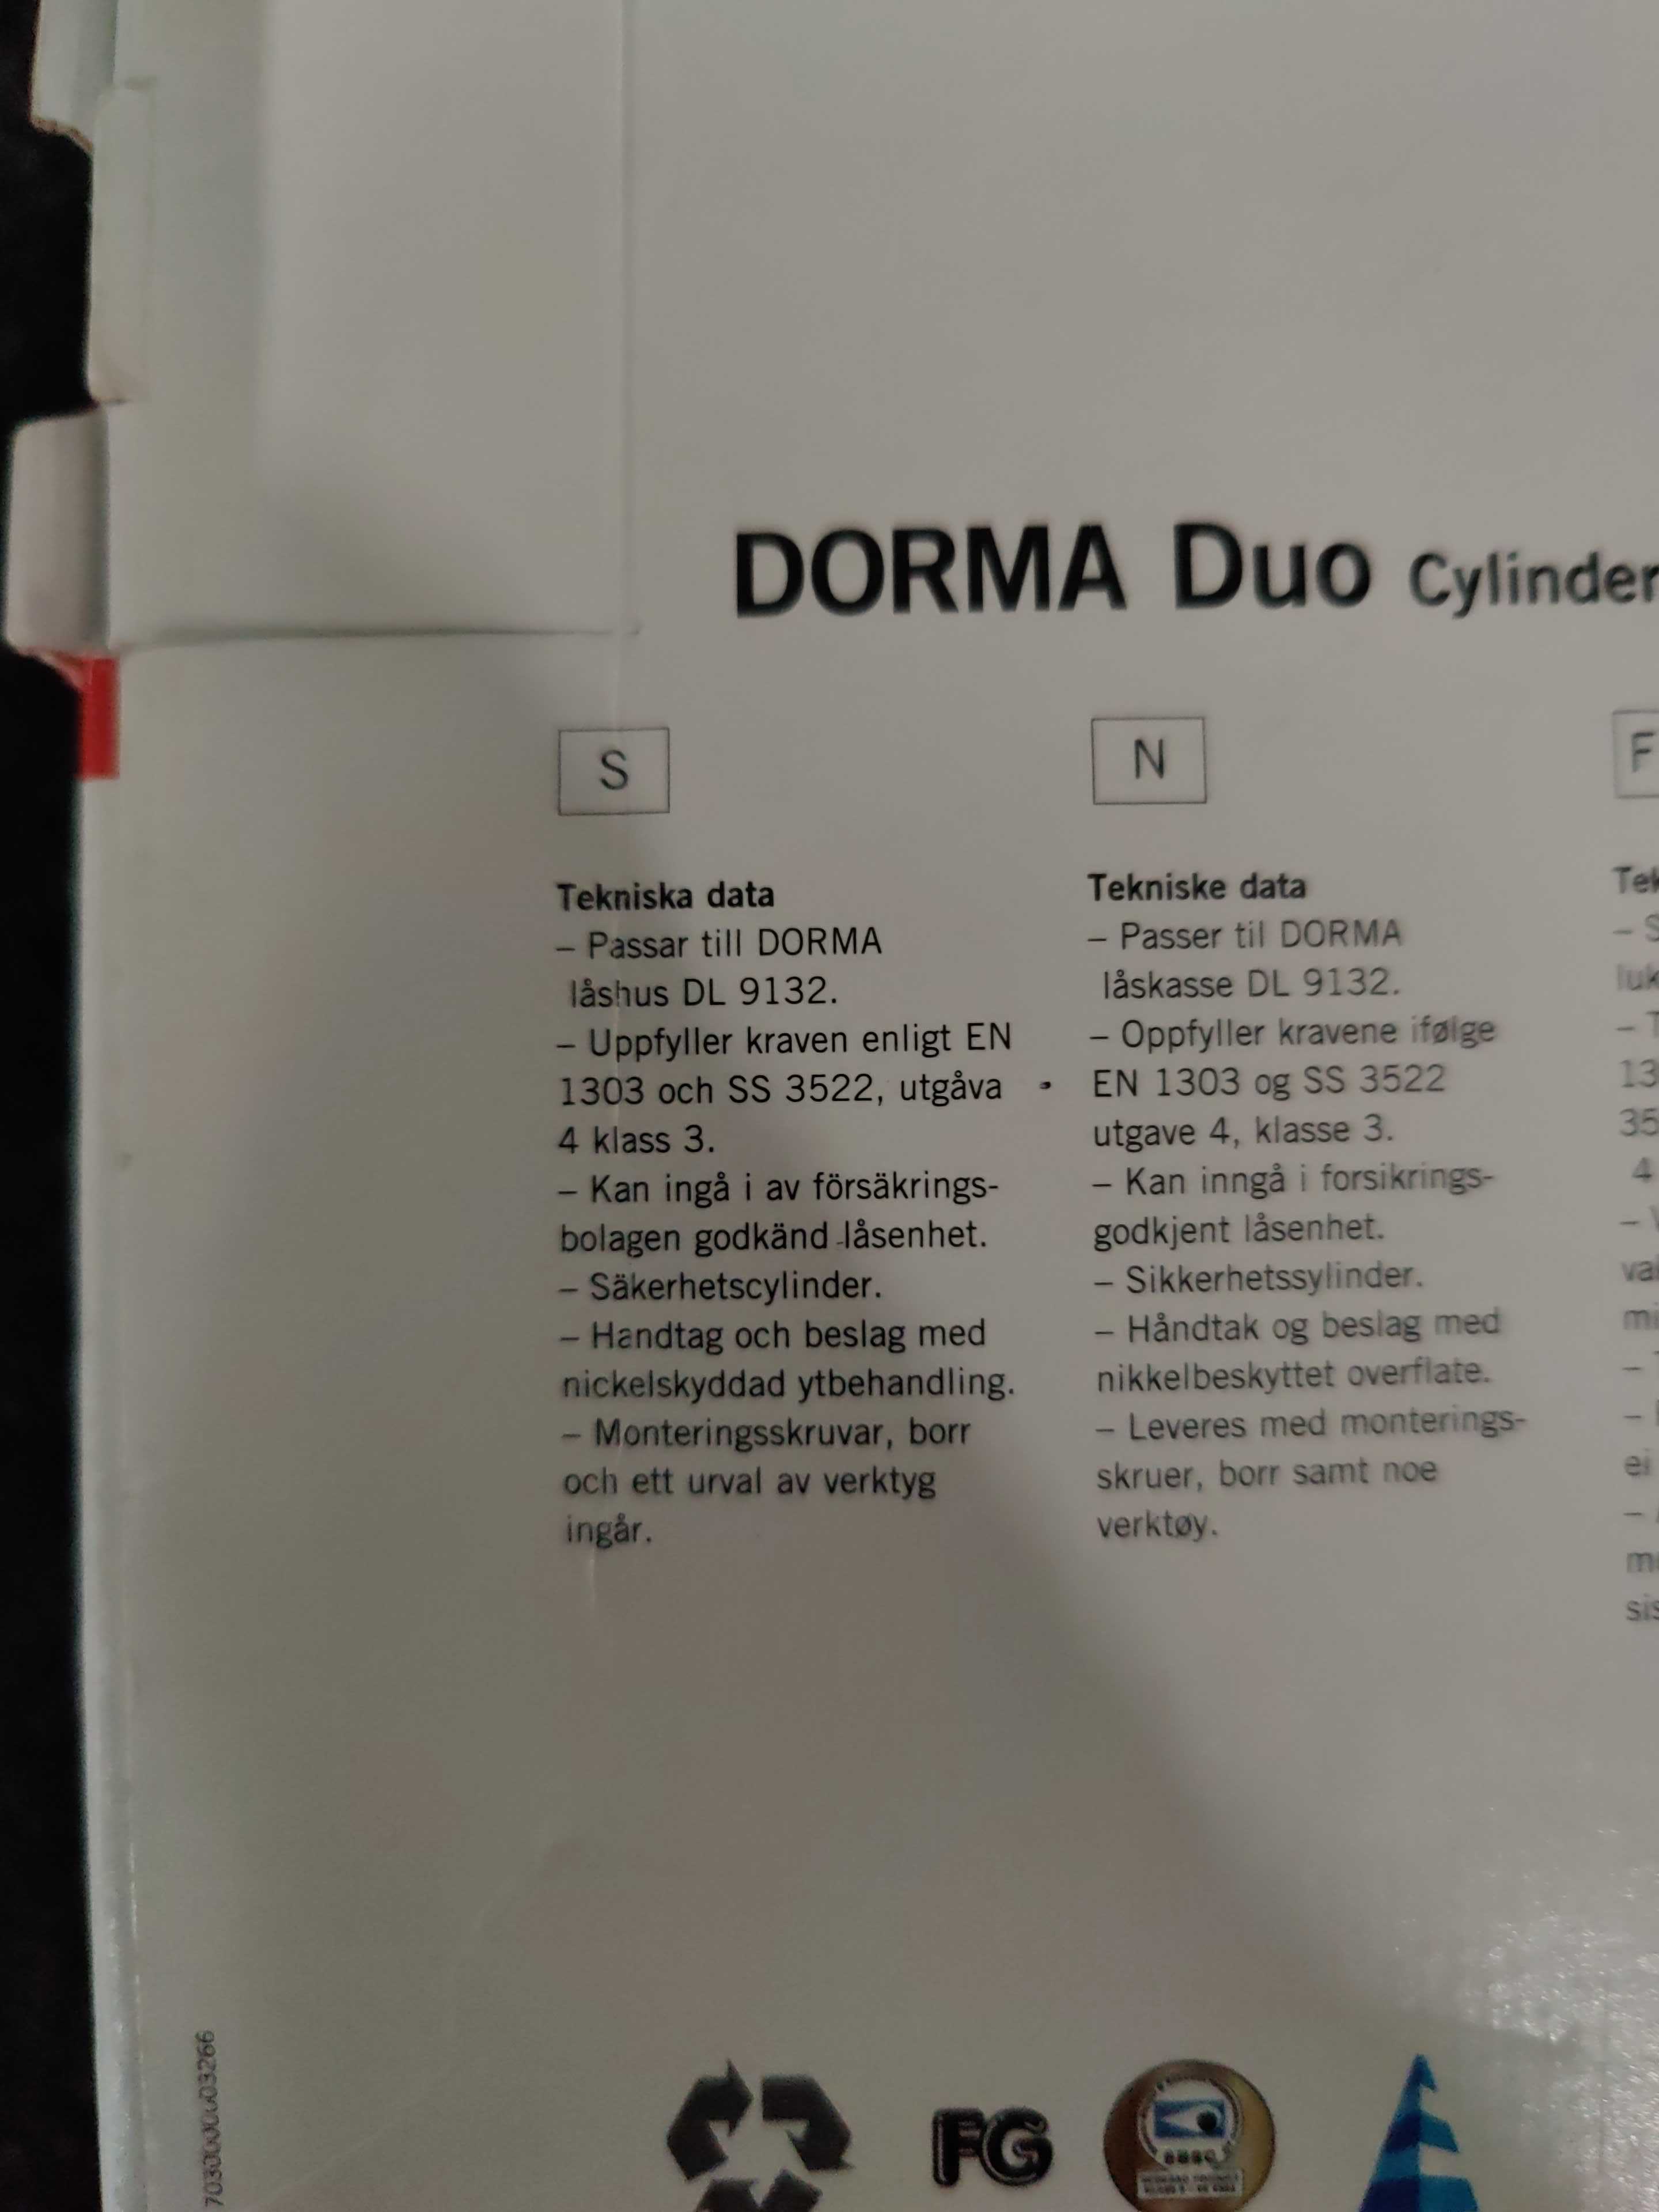 DORMA Duo Cylinder
S
Tekniska data
– Passar till DORMA
låshus DL 9132.
– Uppfyller kraven enligt EN
1303 och SS 3522, utgåva
4 klass 3.
– Kan ingå i av försäkrings-
bolagen godkänd låsenhet.
– Säkerhetscylinder.
– Handtag och beslag med
nickelskyddad ytbehandling.
– Monteringsskruvar, borr
och ett urval av verktyg
ingår.
N
Tekniske data
– Passer til DORMA
låskasse DL 9132.
– Oppfyller kravene ifølge
EN 1303 og SS 3522
utgave 4, klasse 3.
– Kan inngå i forsikrings-
godkjent låsenhet.
– Sikkerhetssylinder.
– Håndtak og beslag med
nikkelbeskyttet overflate.
– Leveres med monterings-
skruer, borr samt noe
verktøy.
F
13
35
4
ei
FG